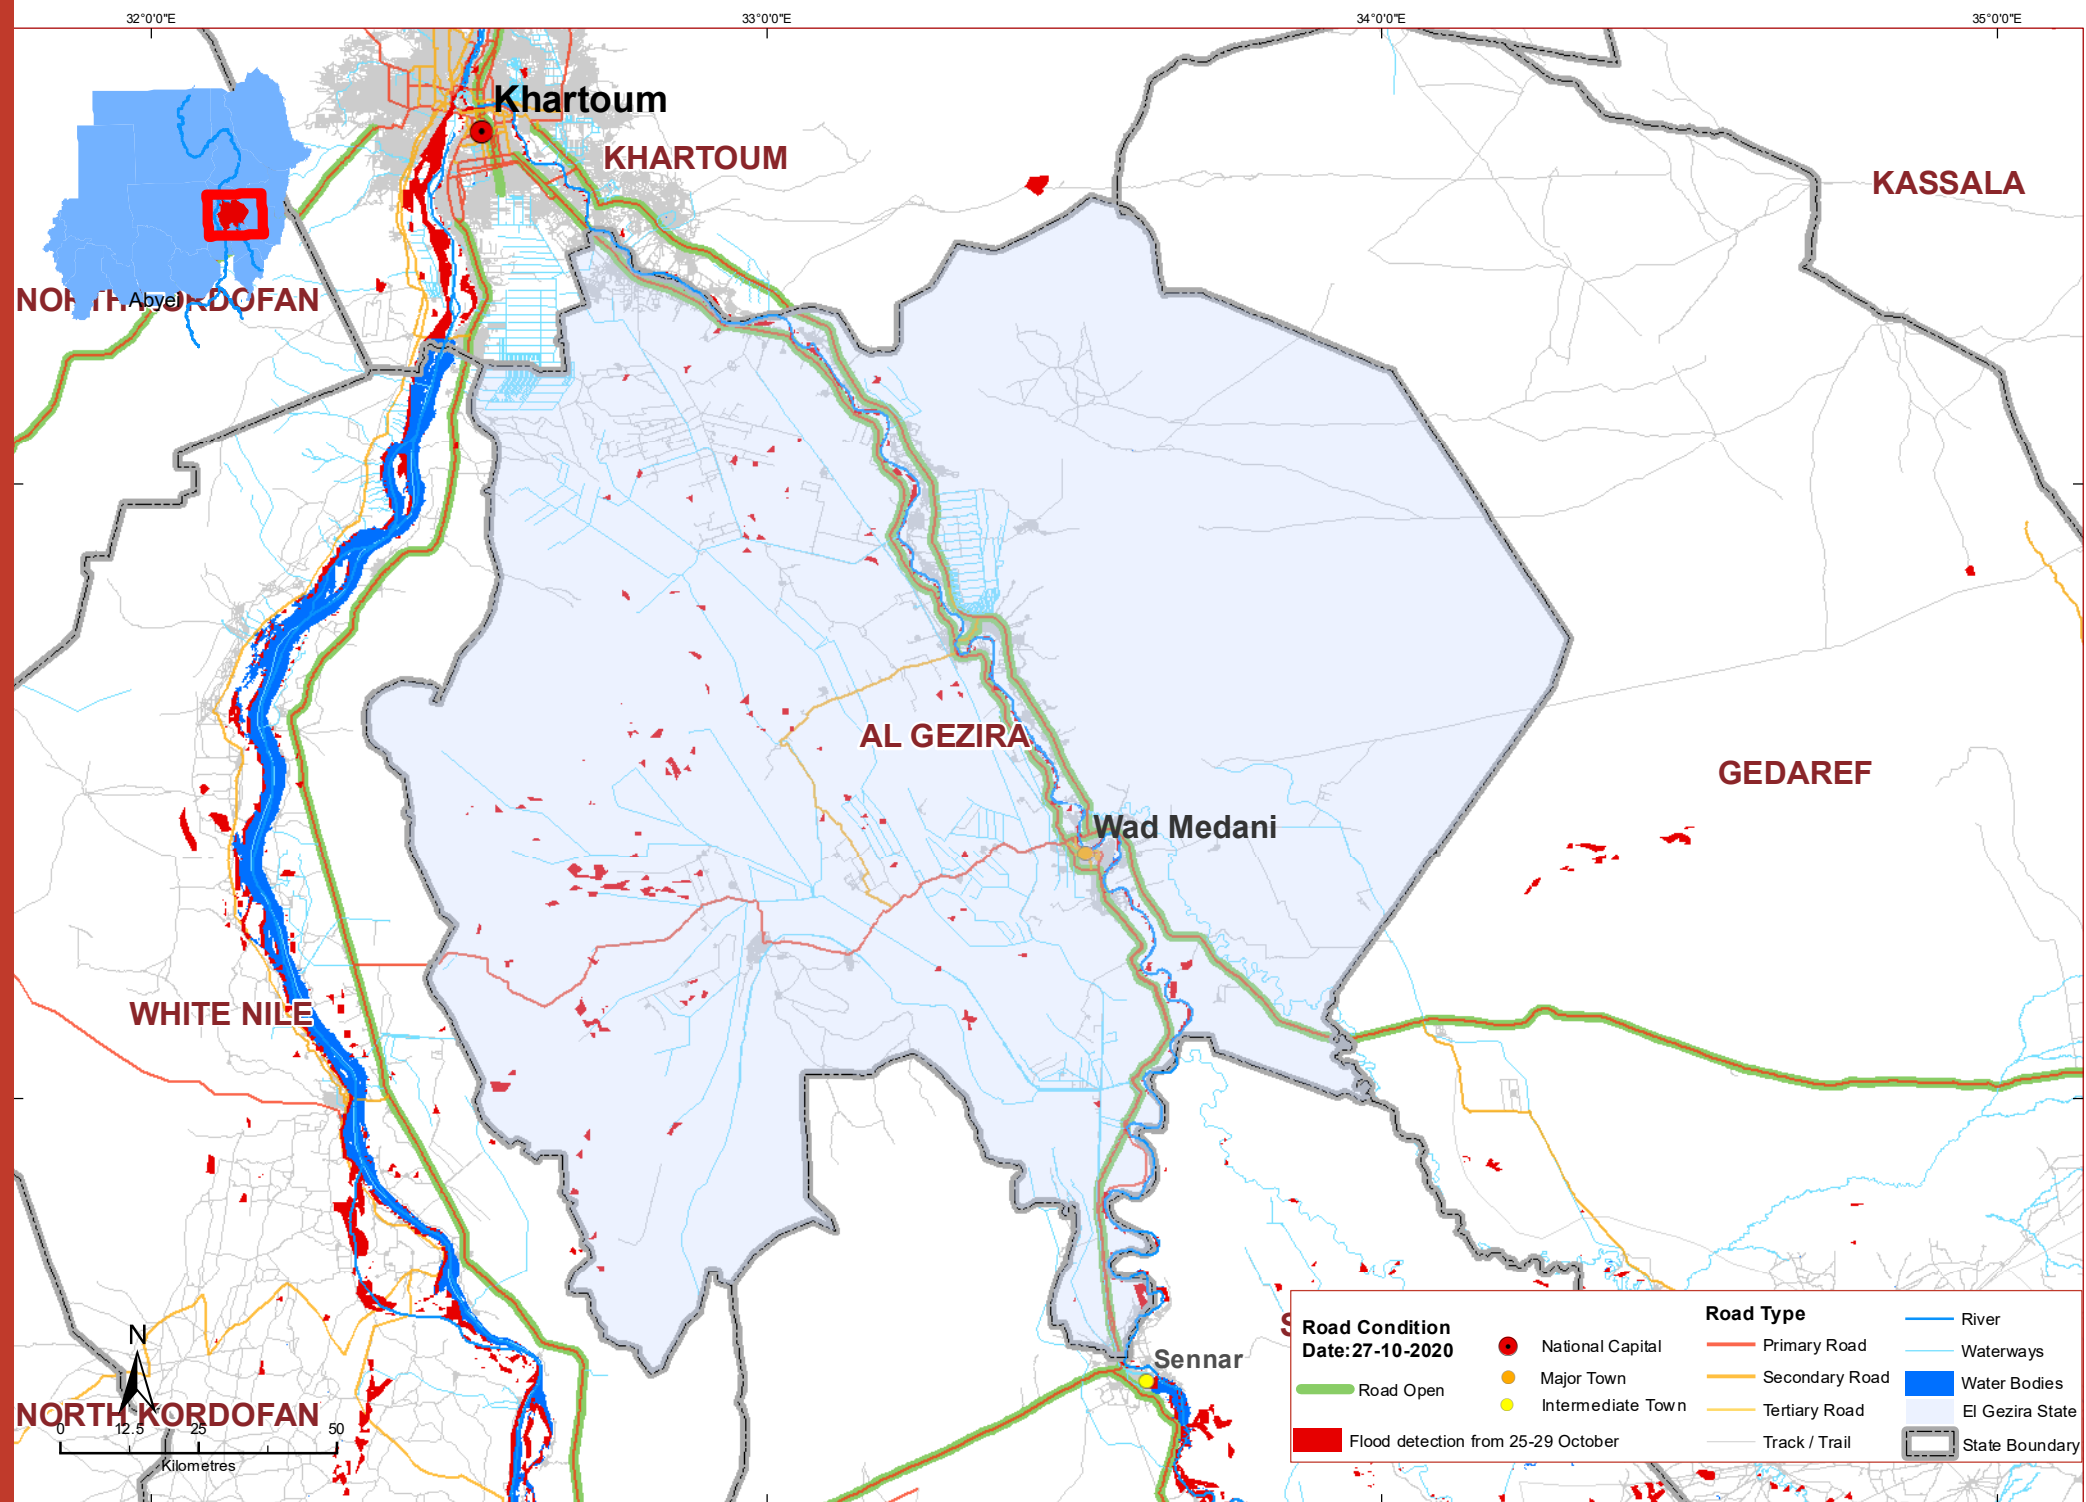 32°0'0"E
33°0'0"E
34°0'0"E
35°0'0"E
Khartoum
KHARTOUM
KASSALA
NORTH KORDOFAN
Abyei
AL GEZIRA
GEDAREF
Wad Medani
WHITE NILE
Sennar
S
NORTH KORDOFAN
N
0 12.5 25 50
Kilometres
Road Condition
Date:27-10-2020
Road Open
Flood detection from 25-29 October
National Capital
Major Town
Intermediate Town
Road Type
Primary Road
Secondary Road
Tertiary Road
Track / Trail
River
Waterways
Water Bodies
El Gezira State
State Boundary